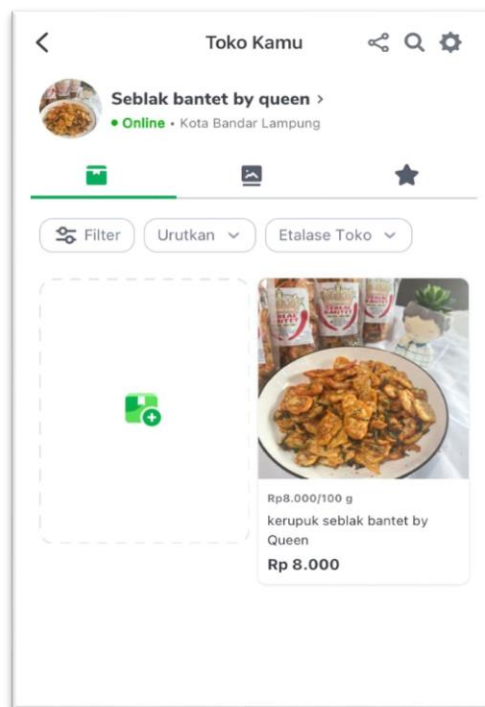 Toko Kamu
Seblak bantet by queen >
• Online • Kota Bandar Lampung
Filter
Urutkan
Etalase Toko
Rp8.000/100 g
kerupuk seblak bantet by
Queen
Rp 8.000